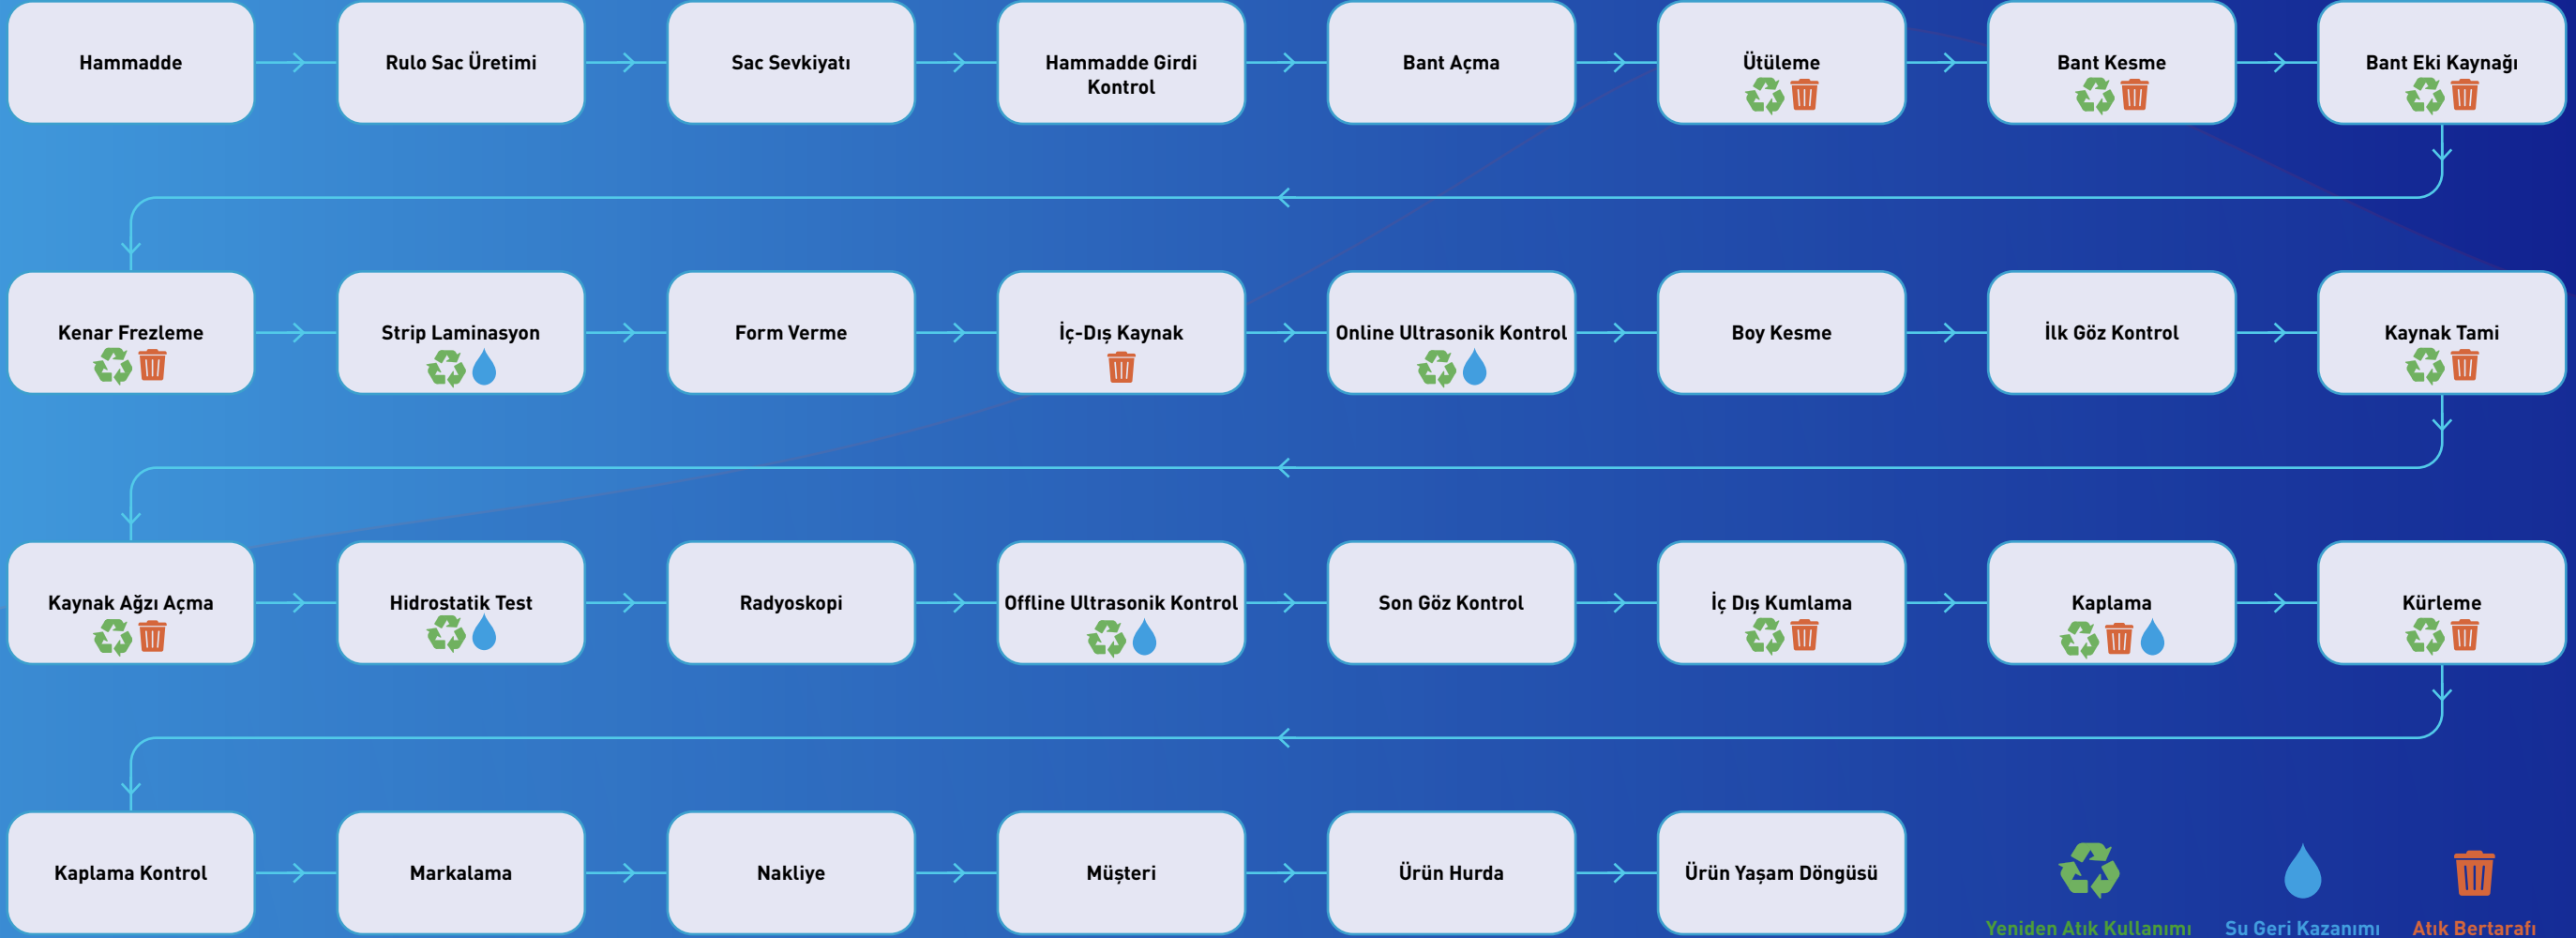 Hammadde
Rulo Sac Üretimi
Sac Sevkiyatı
Hammadde Girdi
Kontrol
Bant Açma
Ütüleme
Bant Kesme
Bant Eki Kaynağı
Kenar Frezleme
Strip Laminasyon
Form Verme
İç-Dış Kaynak
Online Ultrasonik Kontrol
Boy Kesme
İlk Göz Kontrol
Kaynak Tami
Kaynak Ağzı Açma
Hidrostatik Test
Radyoskopi
Offline Ultrasonik Kontrol
Son Göz Kontrol
İç Dış Kumlama
Kaplama
Kürleme
Kaplama Kontrol
Markalama
Nakliye
Müşteri
Ürün Hurda
Ürün Yaşam Döngüsü
Yeniden Atık Kullanımı
Su Geri Kazanımı
Atık Bertarafı